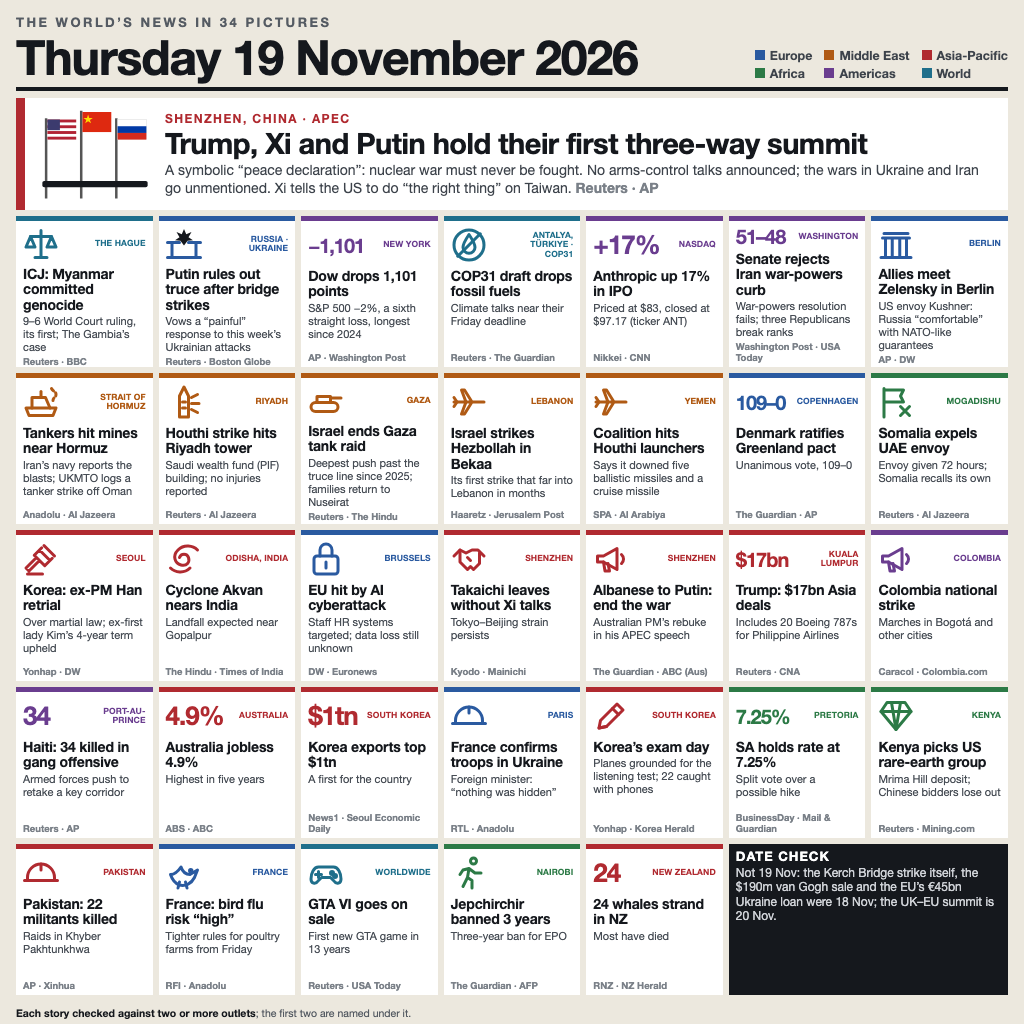 THE WORLD'S NEWS IN 34 PICTURES
Thursday 19 November 2026
Europe
Middle East
Asia-Pacific
Africa
Americas
World
SHENZHEN, CHINA · APEC
Trump, Xi and Putin hold their first three-way summit
A symbolic “peace declaration”: nuclear war must never be fought. No arms-control talks announced; the wars in Ukraine and Iran
go unmentioned. Xi tells the US to do “the right thing” on Taiwan. Reuters · AP
THE HAGUE
ICJ: Myanmar
committed
genocide
9–6 World Court ruling,
its first; The Gambia’s
case
Reuters · BBC
RUSSIA ·
UKRAINE
Putin rules out
truce after bridge
strikes
Vows a “painful”
response to this week’s
Ukrainian attacks
Reuters · Boston Globe
−1,101
NEW YORK
Dow drops 1,101
points
S&P 500 −2%, a sixth
straight loss, longest
since 2024
AP · Washington Post
ANTALYA,
TÜRKIYE ·
COP31
COP31 draft drops
fossil fuels
Climate talks near their
Friday deadline
Reuters · The Guardian
+17%
NASDAQ
Anthropic up 17%
in IPO
Priced at $83, closed at
$97.17 (ticker ANT)
Nikkei · CNN
51–48
WASHINGTON
Senate rejects
Iran war-powers
curb
War-powers resolution
fails; three Republicans
break ranks
Washington Post · USA
Today
BERLIN
Allies meet
Zelensky in Berlin
US envoy Kushner:
Russia “comfortable”
with NATO-like
guarantees
AP · DW
STRAIT OF
HORMUZ
Tankers hit mines
near Hormuz
Iran’s navy reports the
blasts; UKMTO logs a
tanker strike off Oman
Anadolu · Al Jazeera
RIYADH
Houthi strike hits
Riyadh tower
Saudi wealth fund (PIF)
building; no injuries
reported
Reuters · Al Jazeera
GAZA
Israel ends Gaza
tank raid
Deepest push past the
truce line since 2025;
families return to
Nuseirat
Reuters · The Hindu
LEBANON
Israel strikes
Hezbollah in
Bekaa
Its first strike that far into
Lebanon in months
Haaretz · Jerusalem Post
YEMEN
Coalition hits
Houthi launchers
Says it downed five
ballistic missiles and a
cruise missile
SPA · Al Arabiya
109–0
COPENHAGEN
Denmark ratifies
Greenland pact
Unanimous vote, 109–0
The Guardian · AP
MOGADISHU
Somalia expels
UAE envoy
Envoy given 72 hours;
Somalia recalls its own
Reuters · Al Jazeera
SEOUL
Korea: ex-PM Han
retrial
Over martial law; ex-first
lady Kim’s 4-year term
upheld
Yonhap · DW
ODISHA, INDIA
Cyclone Akvan
nears India
Landfall expected near
Gopalpur
The Hindu · Times of India
BRUSSELS
EU hit by AI
cyberattack
Staff HR systems
targeted; data loss still
unknown
DW · Euronews
SHENZHEN
Takaichi leaves
without Xi talks
Tokyo–Beijing strain
persists
Kyodo · Mainichi
SHENZHEN
Albanese to Putin:
end the war
Australian PM’s rebuke
in his APEC speech
The Guardian · ABC (Aus)
$17bn
KUALA
LUMPUR
Trump: $17bn Asia
deals
Includes 20 Boeing 787s
for Philippine Airlines
Reuters · CNA
COLOMBIA
Colombia national
strike
Marches in Bogotá and
other cities
Caracol · Colombia.com
34
PORT-AU-
PRINCE
Haiti: 34 killed in
gang offensive
Armed forces push to
retake a key corridor
Reuters · AP
4.9%
AUSTRALIA
Australia jobless
4.9%
Highest in five years
ABS · ABC
$1tn
SOUTH KOREA
Korea exports top
$1tn
A first for the country
News1 · Seoul Economic
Daily
PARIS
France confirms
troops in Ukraine
Foreign minister:
“nothing was hidden”
RTL · Anadolu
SOUTH KOREA
Korea’s exam day
Planes grounded for the
listening test; 22 caught
with phones
Yonhap · Korea Herald
7.25%
PRETORIA
SA holds rate at
7.25%
Split vote over a
possible hike
BusinessDay · Mail &
Guardian
KENYA
Kenya picks US
rare-earth group
Mrima Hill deposit;
Chinese bidders lose out
Reuters · Mining.com
PAKISTAN
Pakistan: 22
militants killed
Raids in Khyber
Pakhtunkhwa
AP · Xinhua
FRANCE
France: bird flu
risk “high”
Tighter rules for poultry
farms from Friday
RFI · Anadolu
WORLDWIDE
GTA VI goes on
sale
First new GTA game in
13 years
Reuters · USA Today
NAIROBI
Jepchirchir
banned 3 years
Three-year ban for EPO
The Guardian · AFP
24
NEW ZEALAND
24 whales strand
in NZ
Most have died
RNZ · NZ Herald
DATE CHECK
Not 19 Nov: the Kerch Bridge strike itself, the
$190m van Gogh sale and the EU’s €45bn
Ukraine loan were 18 Nov; the UK–EU summit is
20 Nov.
Each story checked against two or more outlets; the first two are named under it.